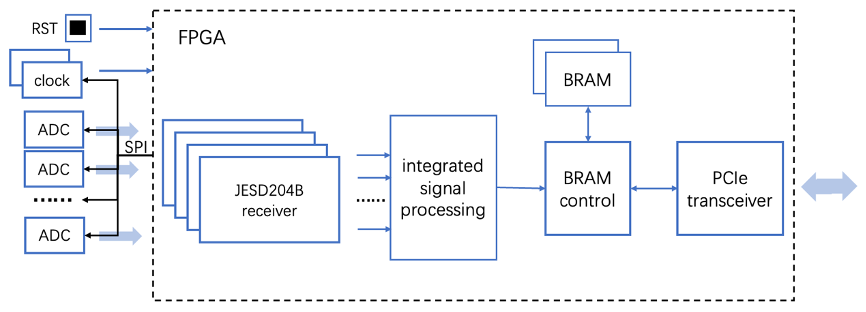 RST
FPGA
clock
BRAM
ADC
SPI
ADC
JESD204B
receiver
integrated
signal
processing
BRAM
control
PCIe
transceiver
……
……
ADC